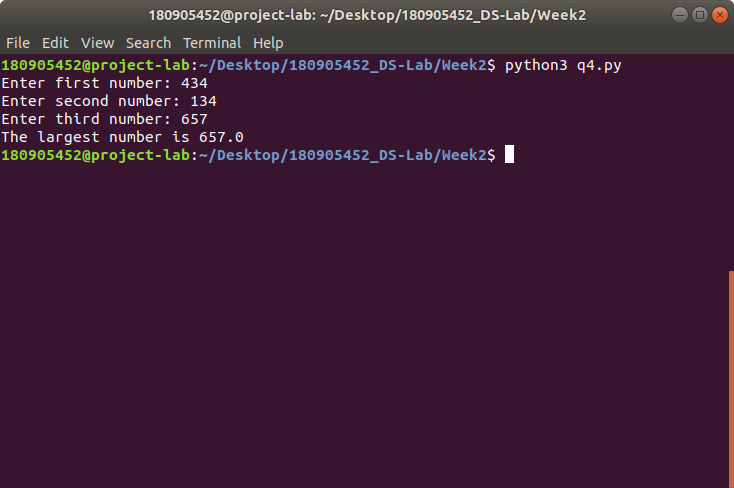 180905452@project-lab: ~/Desktop/180905452_DS-Lab/Week2
File Edit View Search Terminal Help
180905452@project-lab:~/Desktop/180905452_DS-Lab/Week2$ python3 q4.py
Enter first number: 434
Enter second number: 134
Enter third number: 657
The largest number is 657.0
180905452@project-lab:~/Desktop/180905452_DS-Lab/Week2$